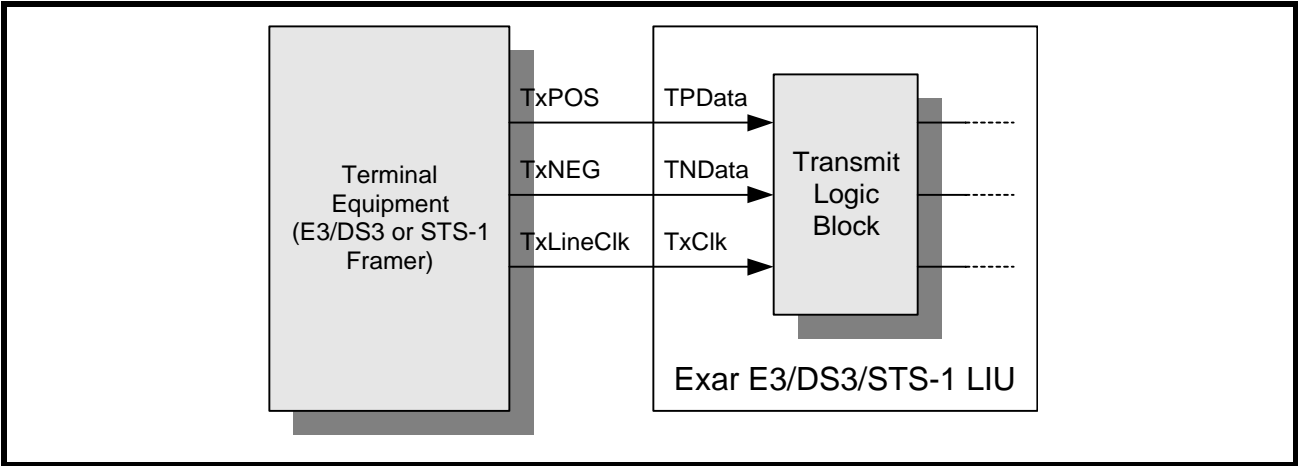 Terminal
Equipment
(E3/DS3 or STS-1
Framer)
TxPOS
TPData
TxNEG
TNData
TxLineClk
TxClk
Transmit
Logic
Block
Exar E3/DS3/STS-1 LIU